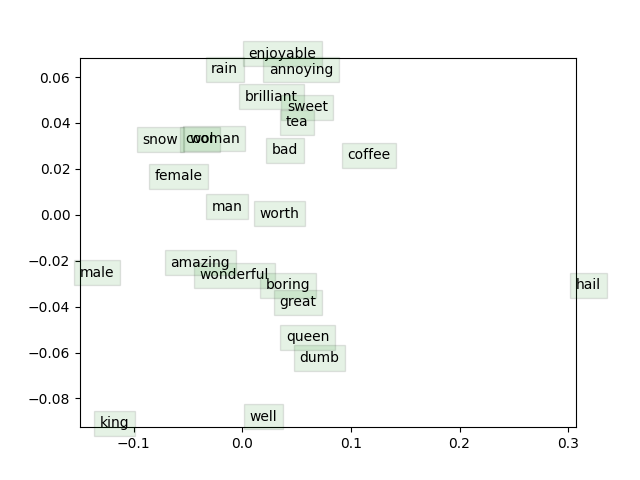 enjoyable
rain
annoying
0.06
brilliant
sweet
0.04
tea
snow
cool
woman
bad
coffee
0.02
female
man
worth
0.00
amazing
−0.02
male
wonderful
boring
hail
great
−0.04
queen
−0.06
dumb
−0.08
well
king
−0.1
0.0
0.1
0.2
0.3